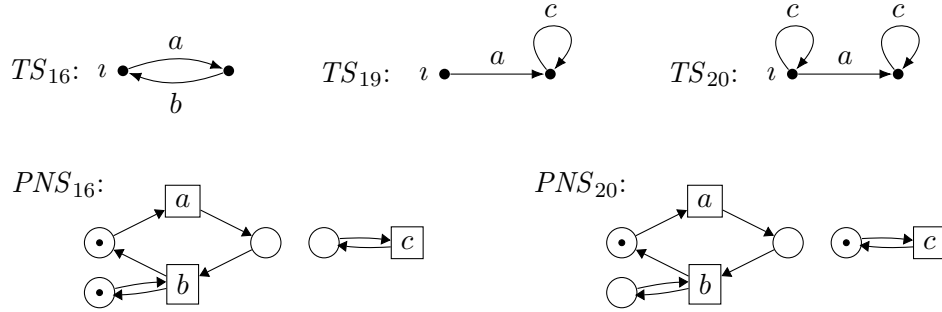 a c c c
TS16: ı TS19: ı a TS20: ı a
b
PNS16: PNS20:
a a
c c
b b